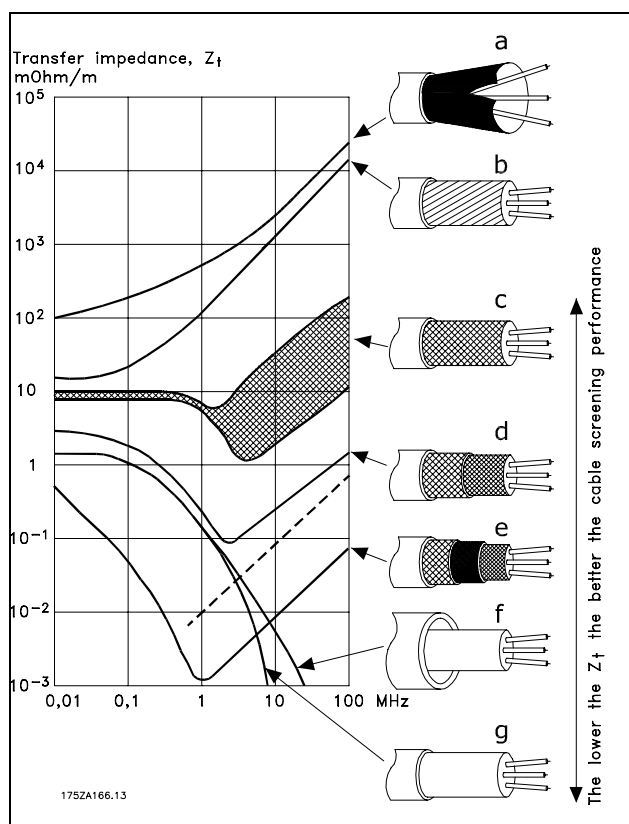 Transfer impedance, Zt
mOhm/m
10⁵
10⁴
10³
10²
10
1
10⁻¹
10⁻²
10⁻³
0,01
0,1
1
10
100
MHz
a
b
c
d
e
f
g
The lower the Zt the better the cable screening performance
175ZA166.13